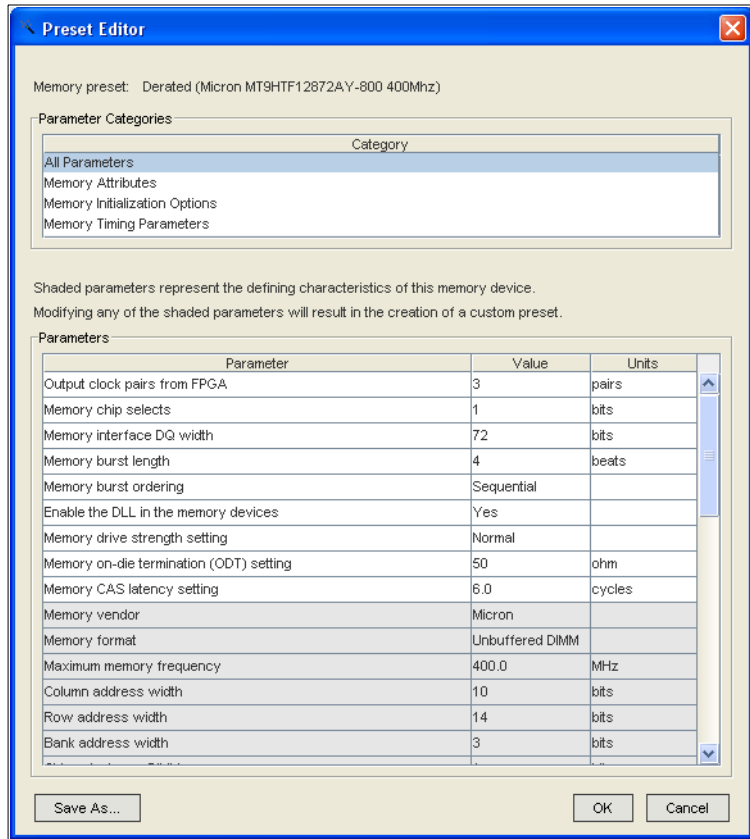 Preset Editor
Memory preset: Derated (Micron MT9HTF12872AY-800 400Mhz)
Parameter Categories
Category
All Parameters
Memory Attributes
Memory Initialization Options
Memory Timing Parameters
Shaded parameters represent the defining characteristics of this memory device.
Modifying any of the shaded parameters will result in the creation of a custom preset.
Parameters
Parameter Value Units
Output clock pairs from FPGA 3 pairs
Memory chip selects 1 bits
Memory interface DQ width 72 bits
Memory burst length 4 beats
Memory burst ordering Sequential
Enable the DLL in the memory devices Yes
Memory drive strength setting Normal
Memory on-die termination (ODT) setting 50 ohm
Memory CAS latency setting 6.0 cycles
Memory vendor Micron
Memory format Unbuffered DIMM
Maximum memory frequency 400.0 MHz
Column address width 10 bits
Row address width 14 bits
Bank address width 3 bits
Save As... OK Cancel